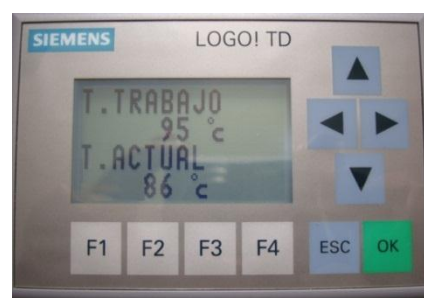 SIEMENS LOGO! TD
T.TRABAJO
95 °c
T.ACTUAL
86 °c
F1 F2 F3 F4 ESC OK